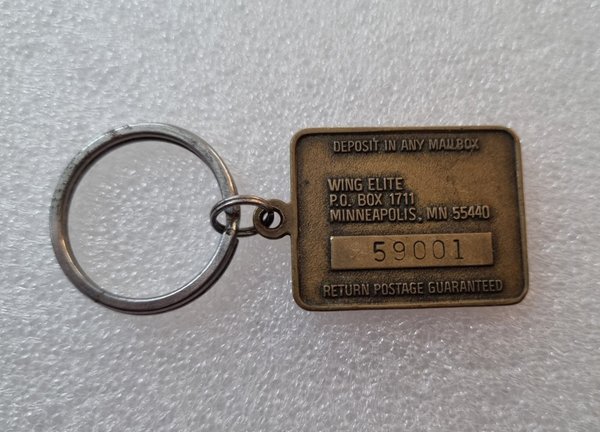 DEPOSIT IN ANY MAILBOX
WING ELITE
P.O. BOX 1711
MINNEAPOLIS, MN 55440
59001
RETURN POSTAGE GUARANTEED